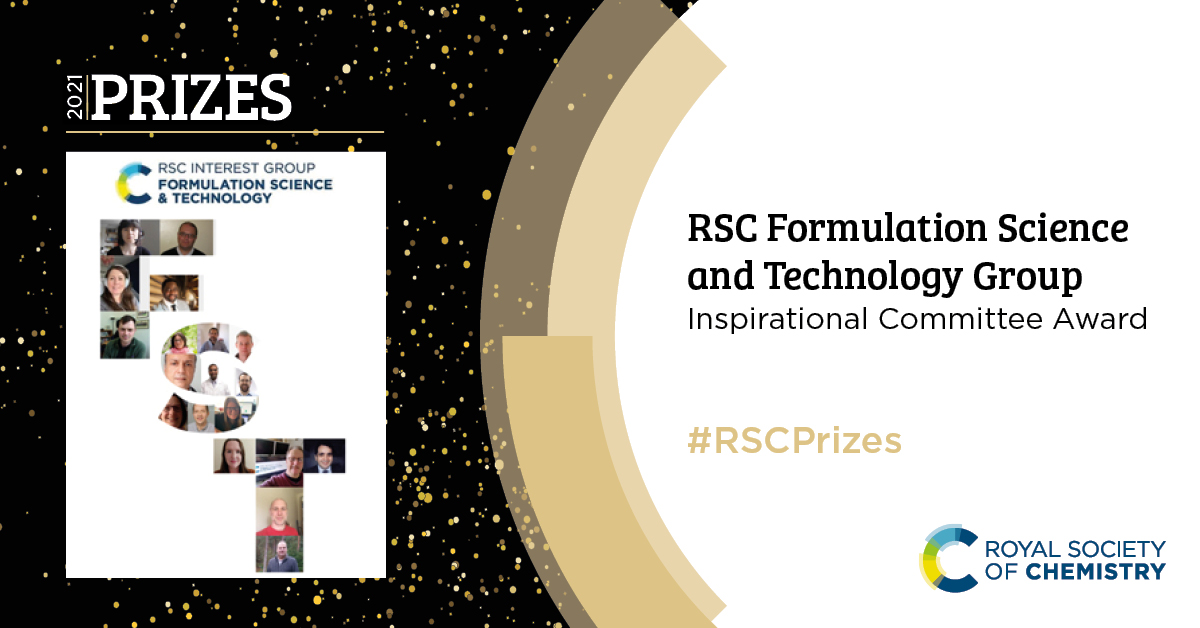 2021
PRIZES
RSC INTEREST GROUP
FORMULATION SCIENCE
& TECHNOLOGY
RSC Formulation Science
and Technology Group
Inspirational Committee Award
#RSCPrizes
ROYAL SOCIETY
OF CHEMISTRY